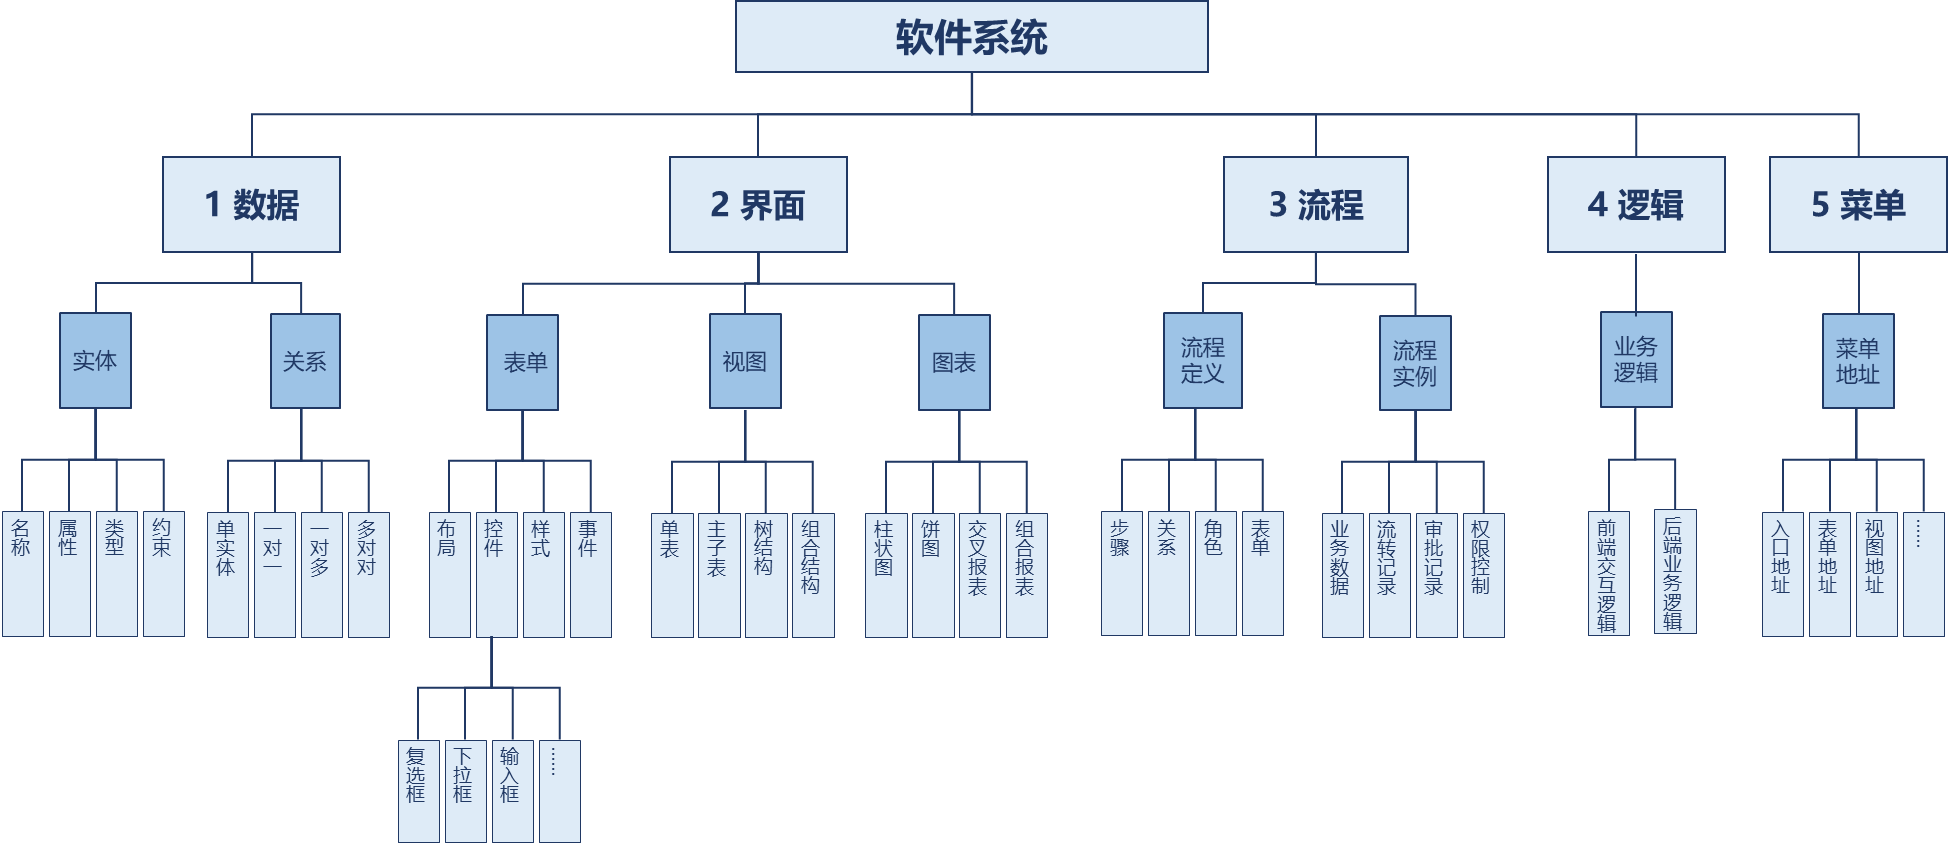 软件系统
1 数据
2 界面
3 流程
4 逻辑
5 菜单
实体
关系
表单
视图
图表
流程
定义
流程
实例
业务
逻辑
菜单
地址
名称
属性
类型
约束
单实体
一对一
一对多
多对对
布局
控件
样式
事件
单表
主子表
树结构
组合结构
柱状图
饼图
交叉报表
组合报表
步骤
关系
角色
表单
业务数据
流转记录
审批记录
权限控制
前端交互逻辑
后端业务逻辑
入口地址
表单地址
视图地址
……
复选框
下拉框
输入框
……